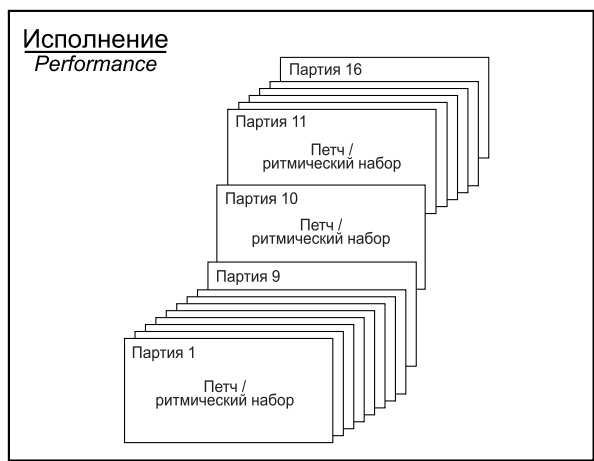 Исполнение
Performance
Партия 16
Партия 11
Петч /
ритмический набор
Партия 10
Петч /
ритмический набор
Партия 9
Партия 1
Петч /
ритмический набор